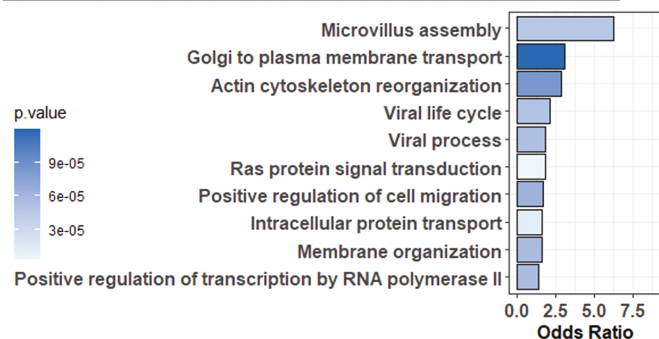 Microvillus assembly
Golgi to plasma membrane transport
Actin cytoskeleton reorganization
Viral life cycle
Viral process
Ras protein signal transduction
Positive regulation of cell migration
Intracellular protein transport
Membrane organization
Positive regulation of transcription by RNA polymerase II
p.value
9e-05
6e-05
3e-05
0.0 2.5 5.0 7.5
Odds Ratio